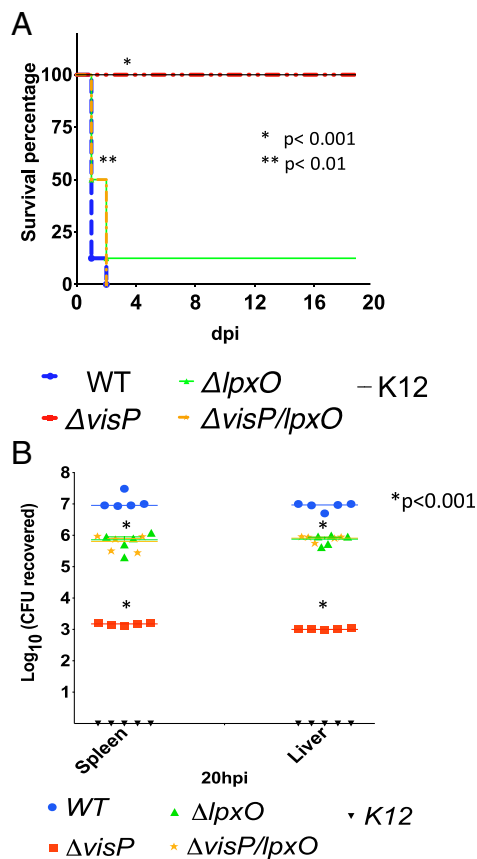 A
*
100
75
50
25
0
Survival percentage
**
* p< 0.001
** p< 0.01
0 4 8 12 16 20
dpi
WT ΔlpxO K12
ΔvisP ΔvisP/lpxO
B
8
7
6
5
4
3
2
1
Log10 (CFU recovered)
* *
* *
*p<0.001
Spleen Liver
20hpi
WT ΔlpxO K12
ΔvisP ΔvisP/lpxO